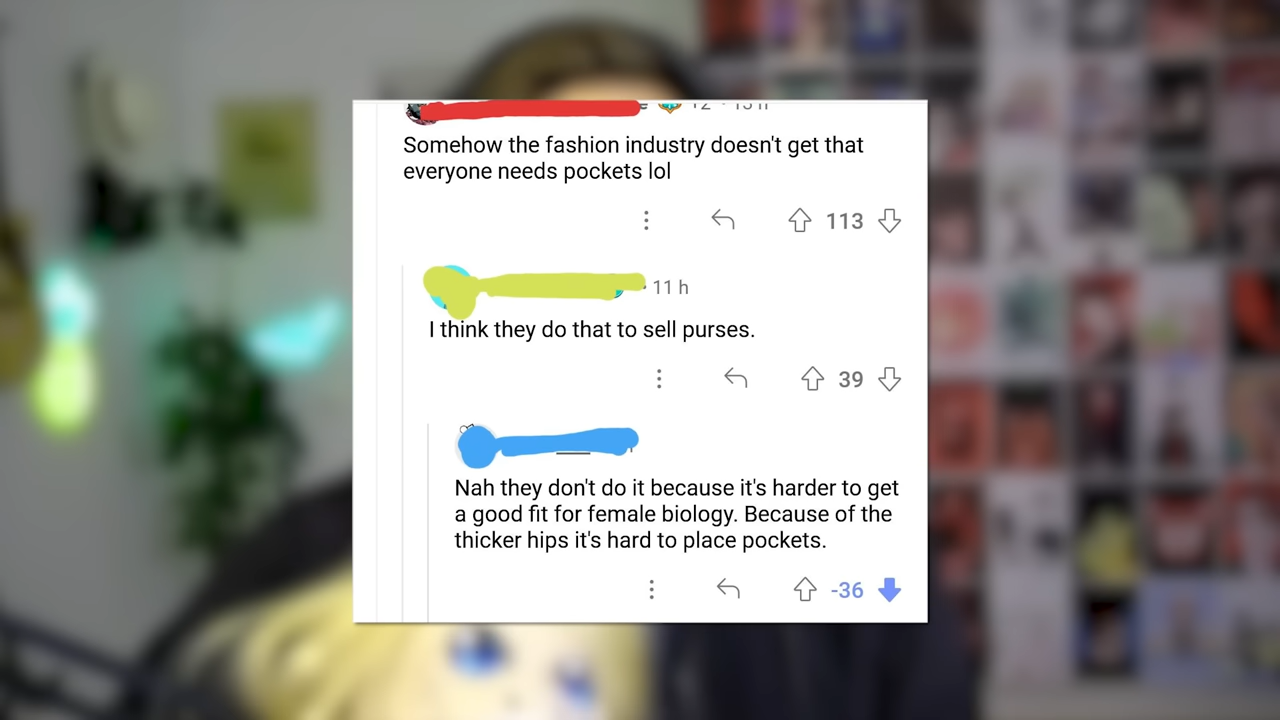 Somehow the fashion industry doesn't get that
everyone needs pockets lol
113
11 h
I think they do that to sell purses.
39
Nah they don't do it because it's harder to get
a good fit for female biology. Because of the
thicker hips it's hard to place pockets.
-36